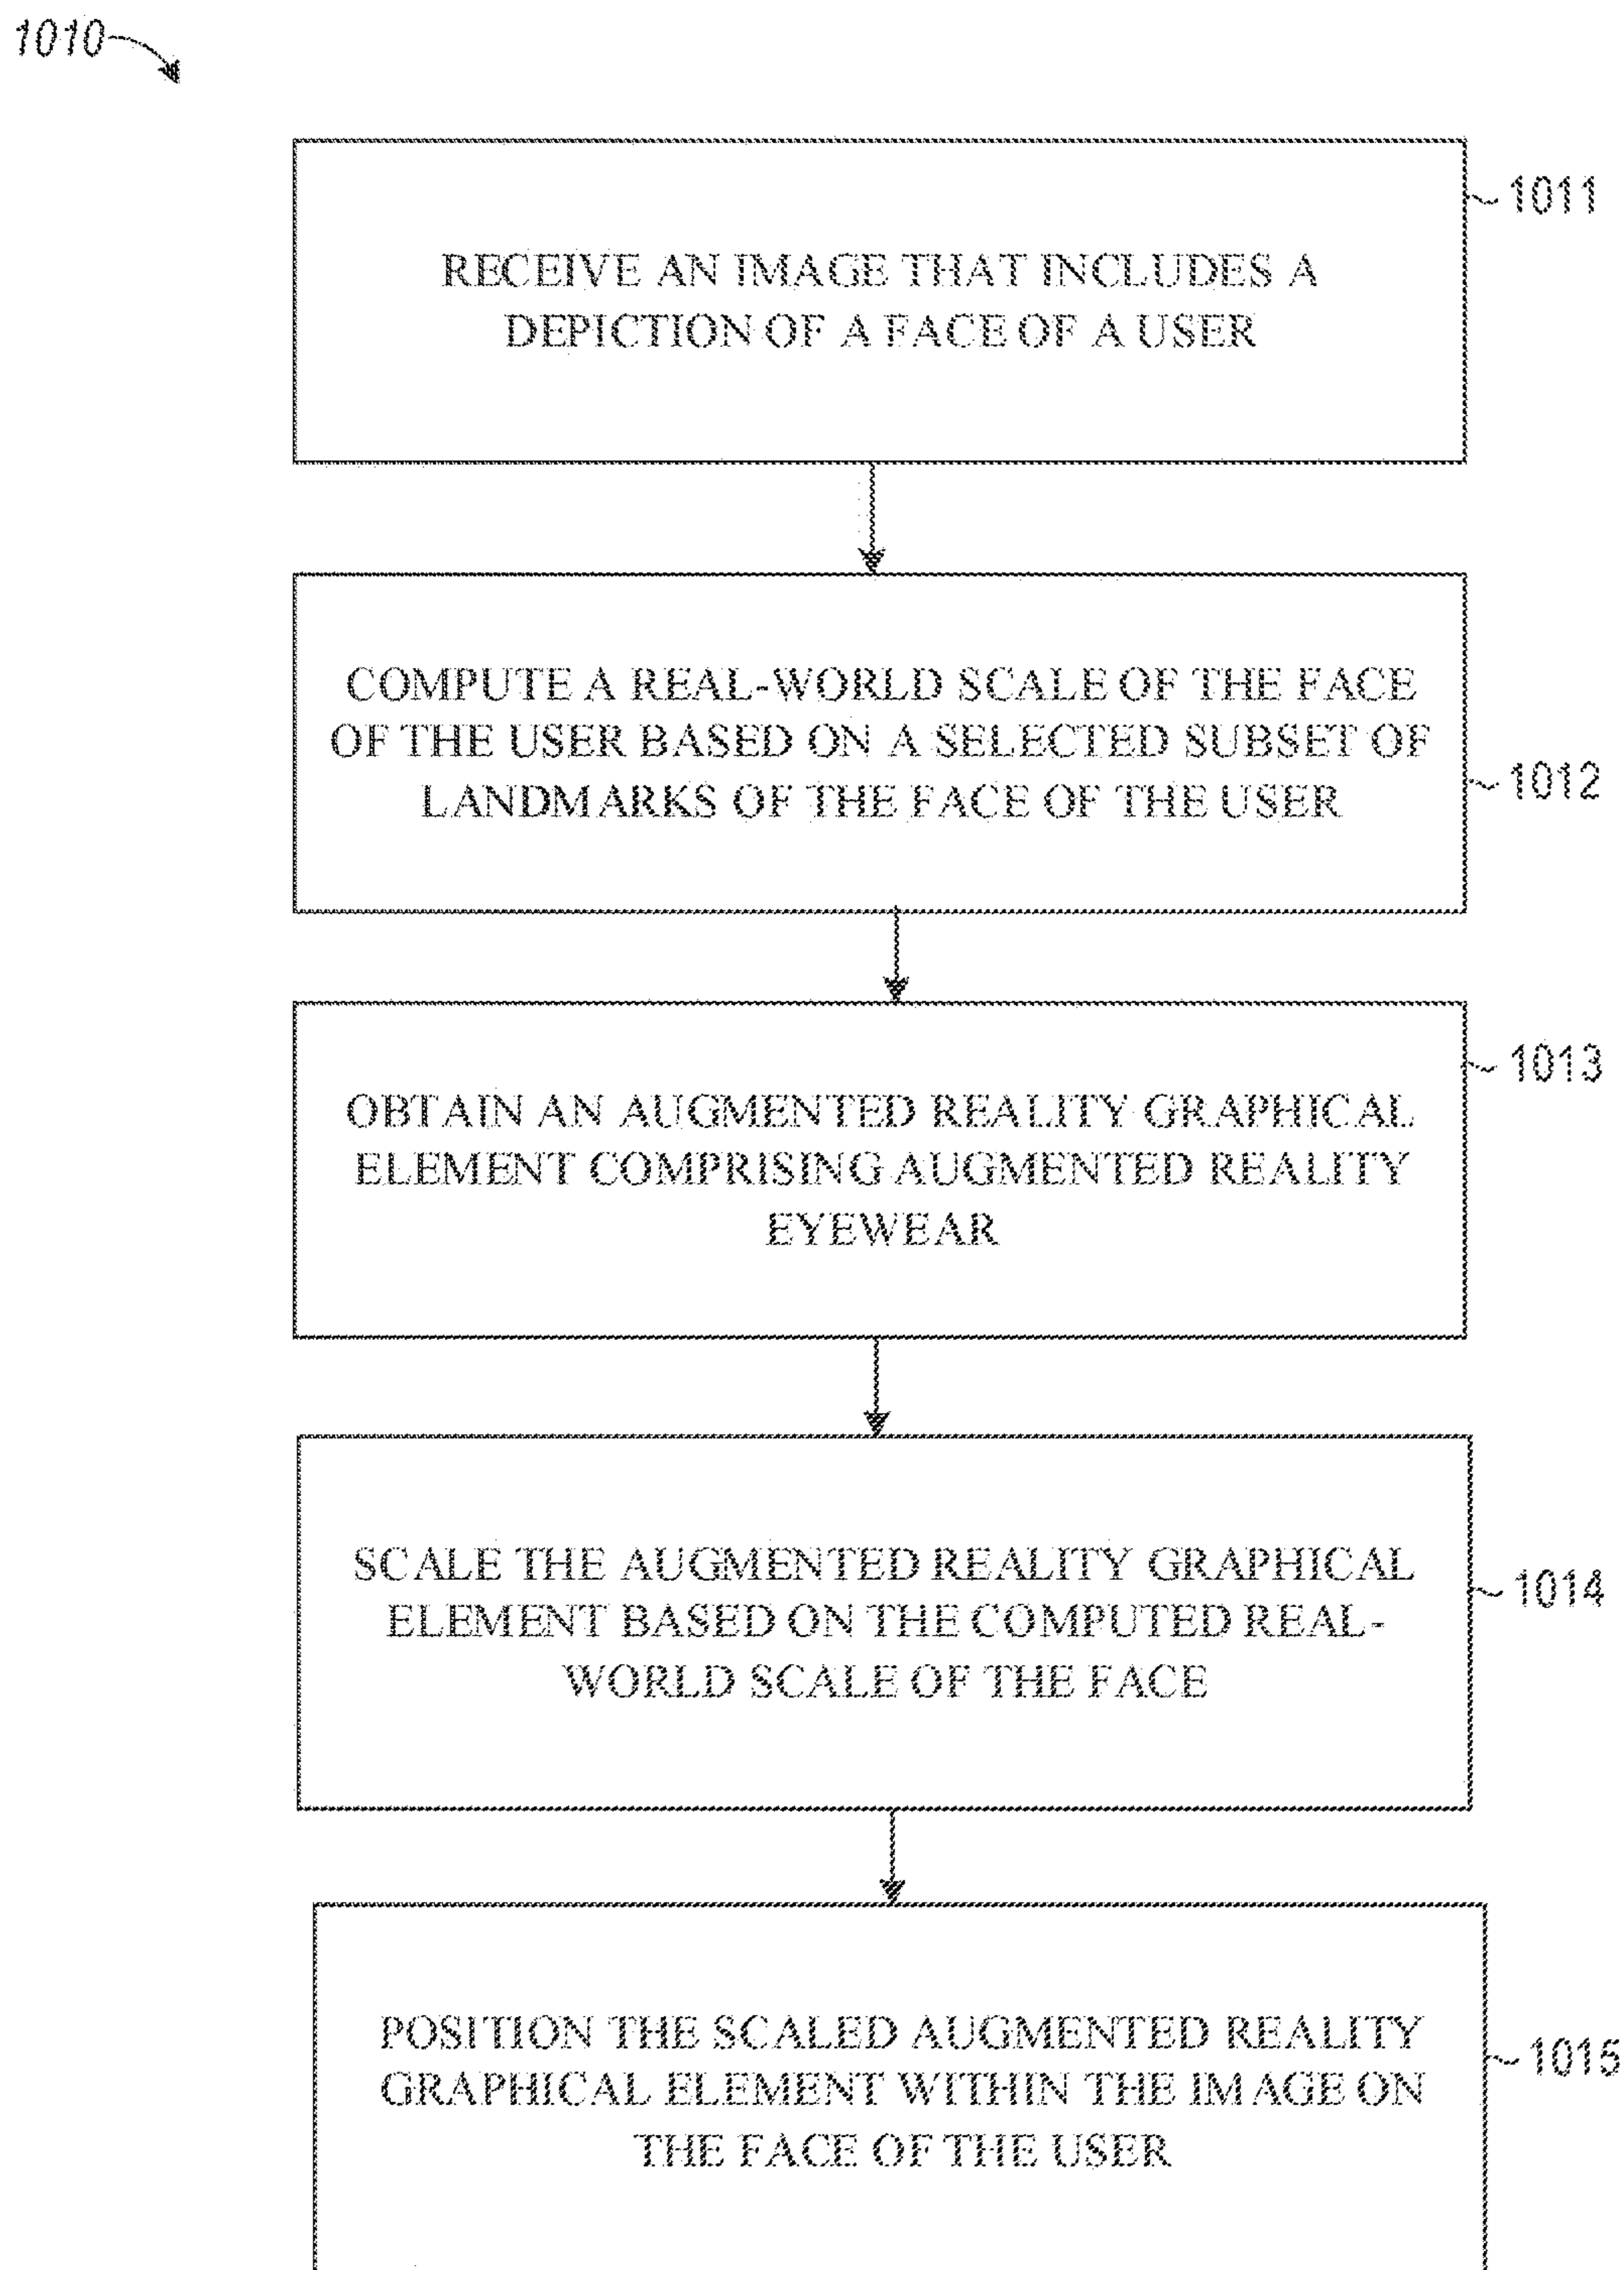 1010
RECEIVE AN IMAGE THAT INCLUDES A
DEPICTION OF A FACE OF A USER
1011
COMPUTE A REAL-WORLD SCALE OF THE FACE
OF THE USER BASED ON A SELECTED SUBSET OF
LANDMARKS OF THE FACE OF THE USER
1012
OBTAIN AN AUGMENTED REALITY GRAPHICAL
ELEMENT COMPRISING AUGMENTED REALITY
EYEWEAR
1013
SCALE THE AUGMENTED REALITY GRAPHICAL
ELEMENT BASED ON THE COMPUTED REAL-
WORLD SCALE OF THE FACE
1014
POSITION THE SCALED AUGMENTED REALITY
GRAPHICAL ELEMENT WITHIN THE IMAGE ON
THE FACE OF THE USER
1015